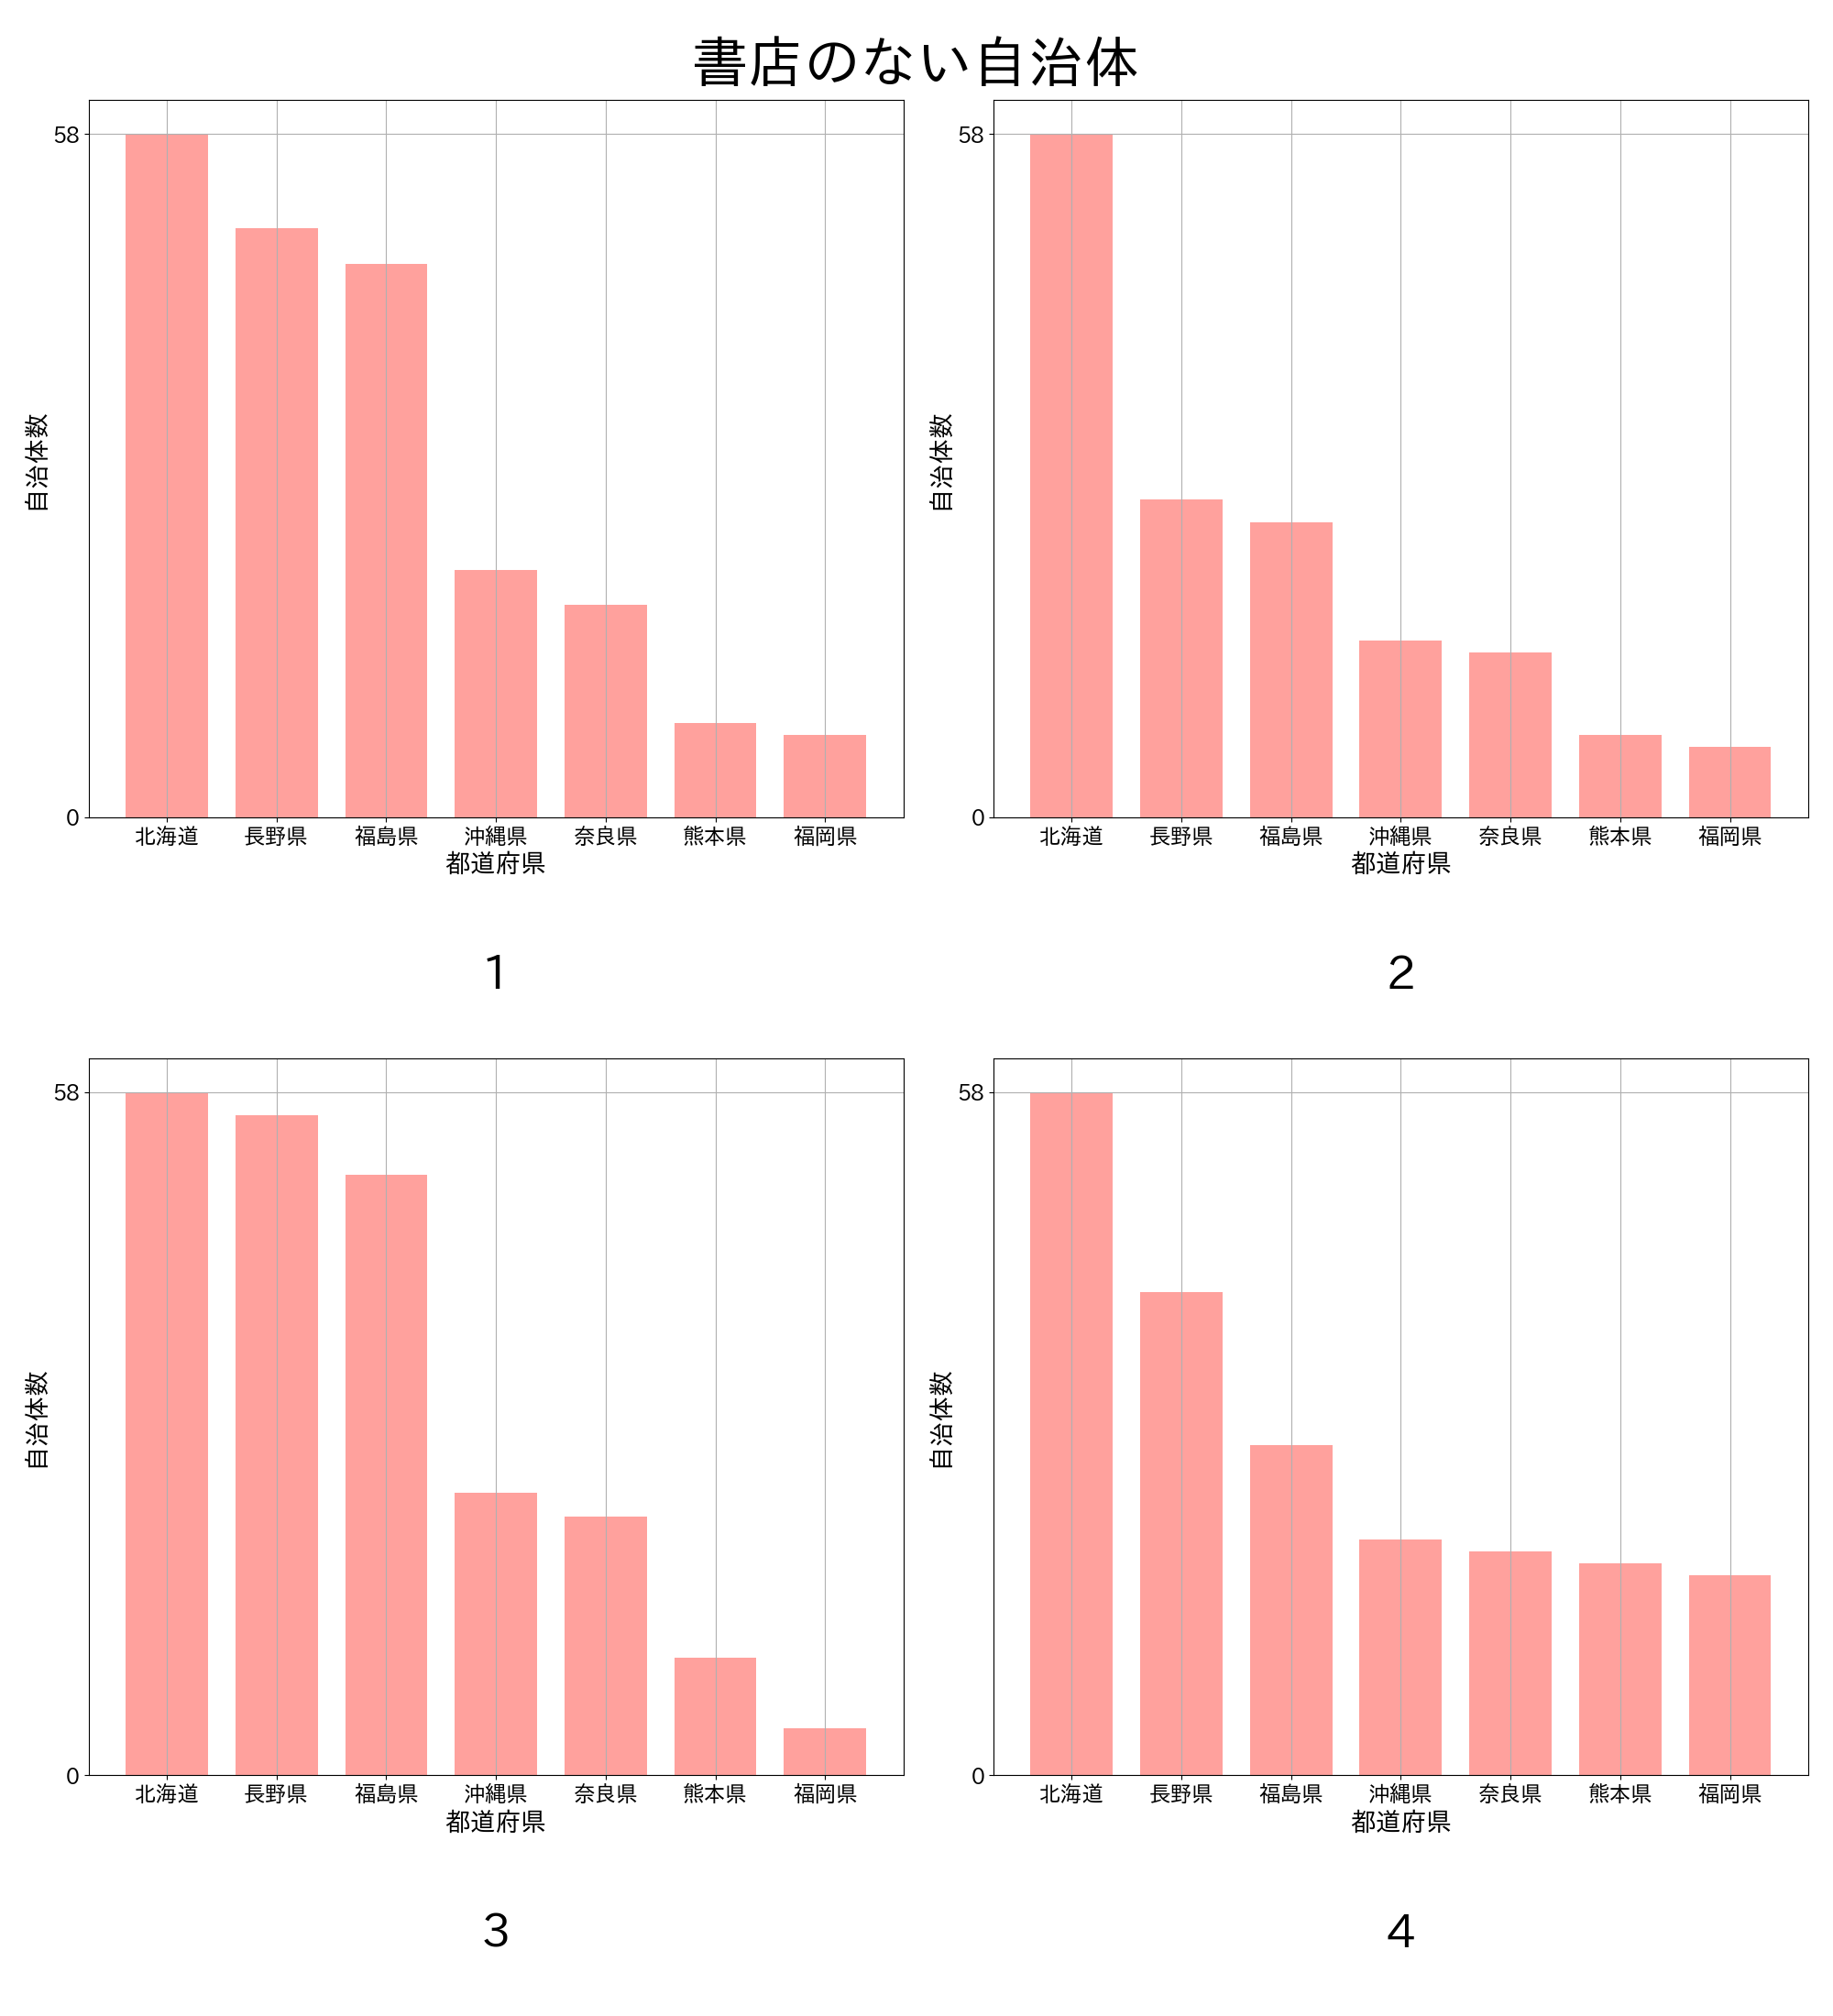 書店のない自治体
58
0
自治体数
北海道 長野県 福島県 沖縄県 奈良県 熊本県 福岡県
都道府県
1
58
0
自治体数
北海道 長野県 福島県 沖縄県 奈良県 熊本県 福岡県
都道府県
2
58
0
自治体数
北海道 長野県 福島県 沖縄県 奈良県 熊本県 福岡県
都道府県
3
58
0
自治体数
北海道 長野県 福島県 沖縄県 奈良県 熊本県 福岡県
都道府県
4